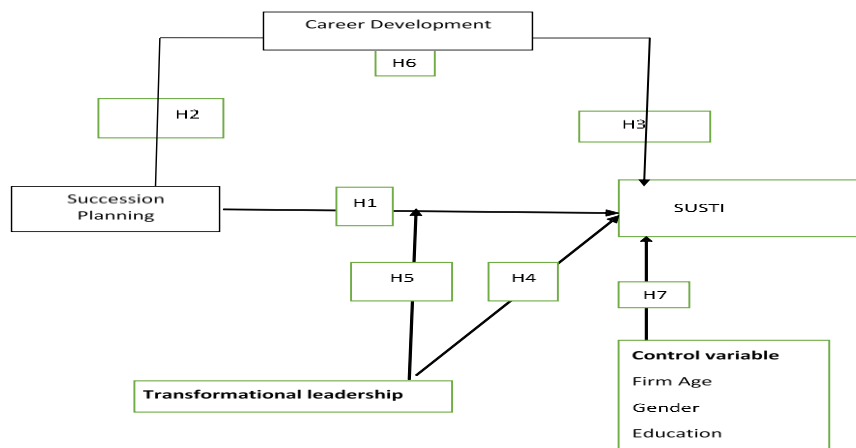 Career Development
H6
H2
H3
Succession
Planning
H1
SUSTI
H5
H4
H7
Control variable
Firm Age
Gender
Education
Transformational leadership